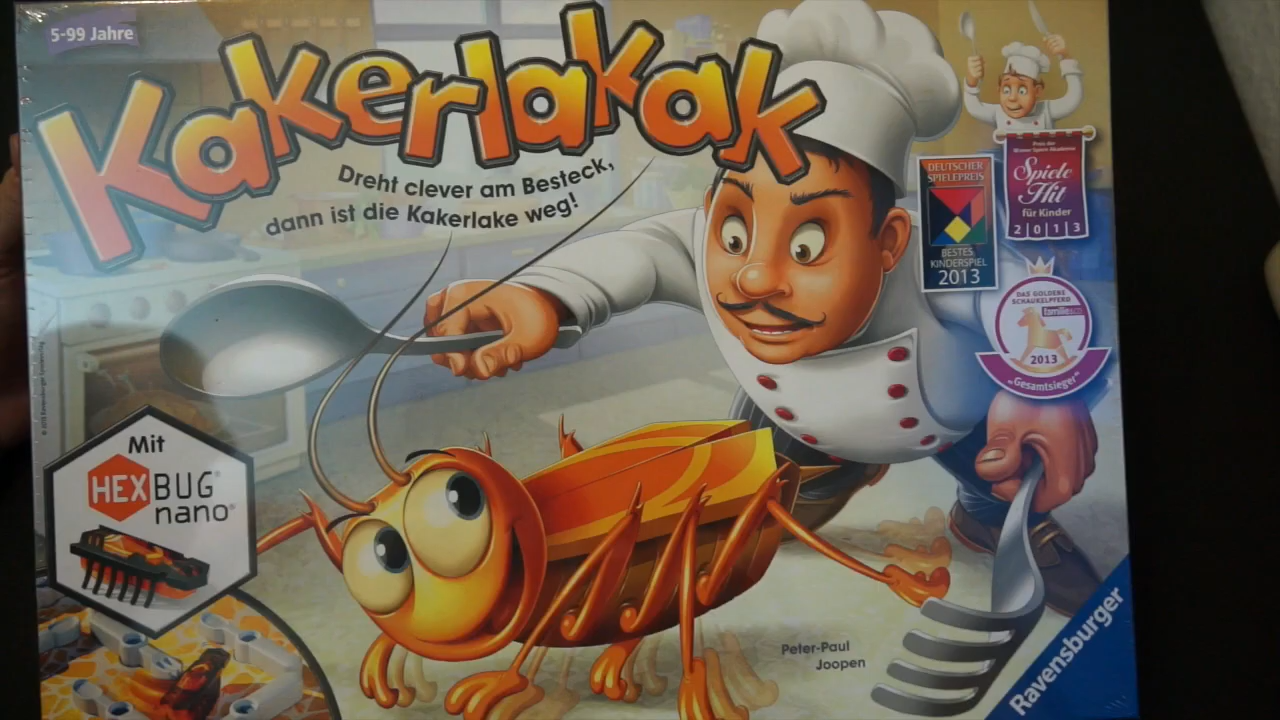 5-99 Jahre
Kakerlakak
Dreht clever am Besteck,
dann ist die Kakerlake weg!
DEUTSCHER
SPIELEPREIS
BESTES
KINDERSPIEL
2013
Spiele
Hit
für Kinder
2013
DAS GOLDENE
SCHAUKELPFERD
familie
2013
"Gesamtsieger"
Mit
HEXBUG
nano
Peter-Paul
Joopen
Ravensburger